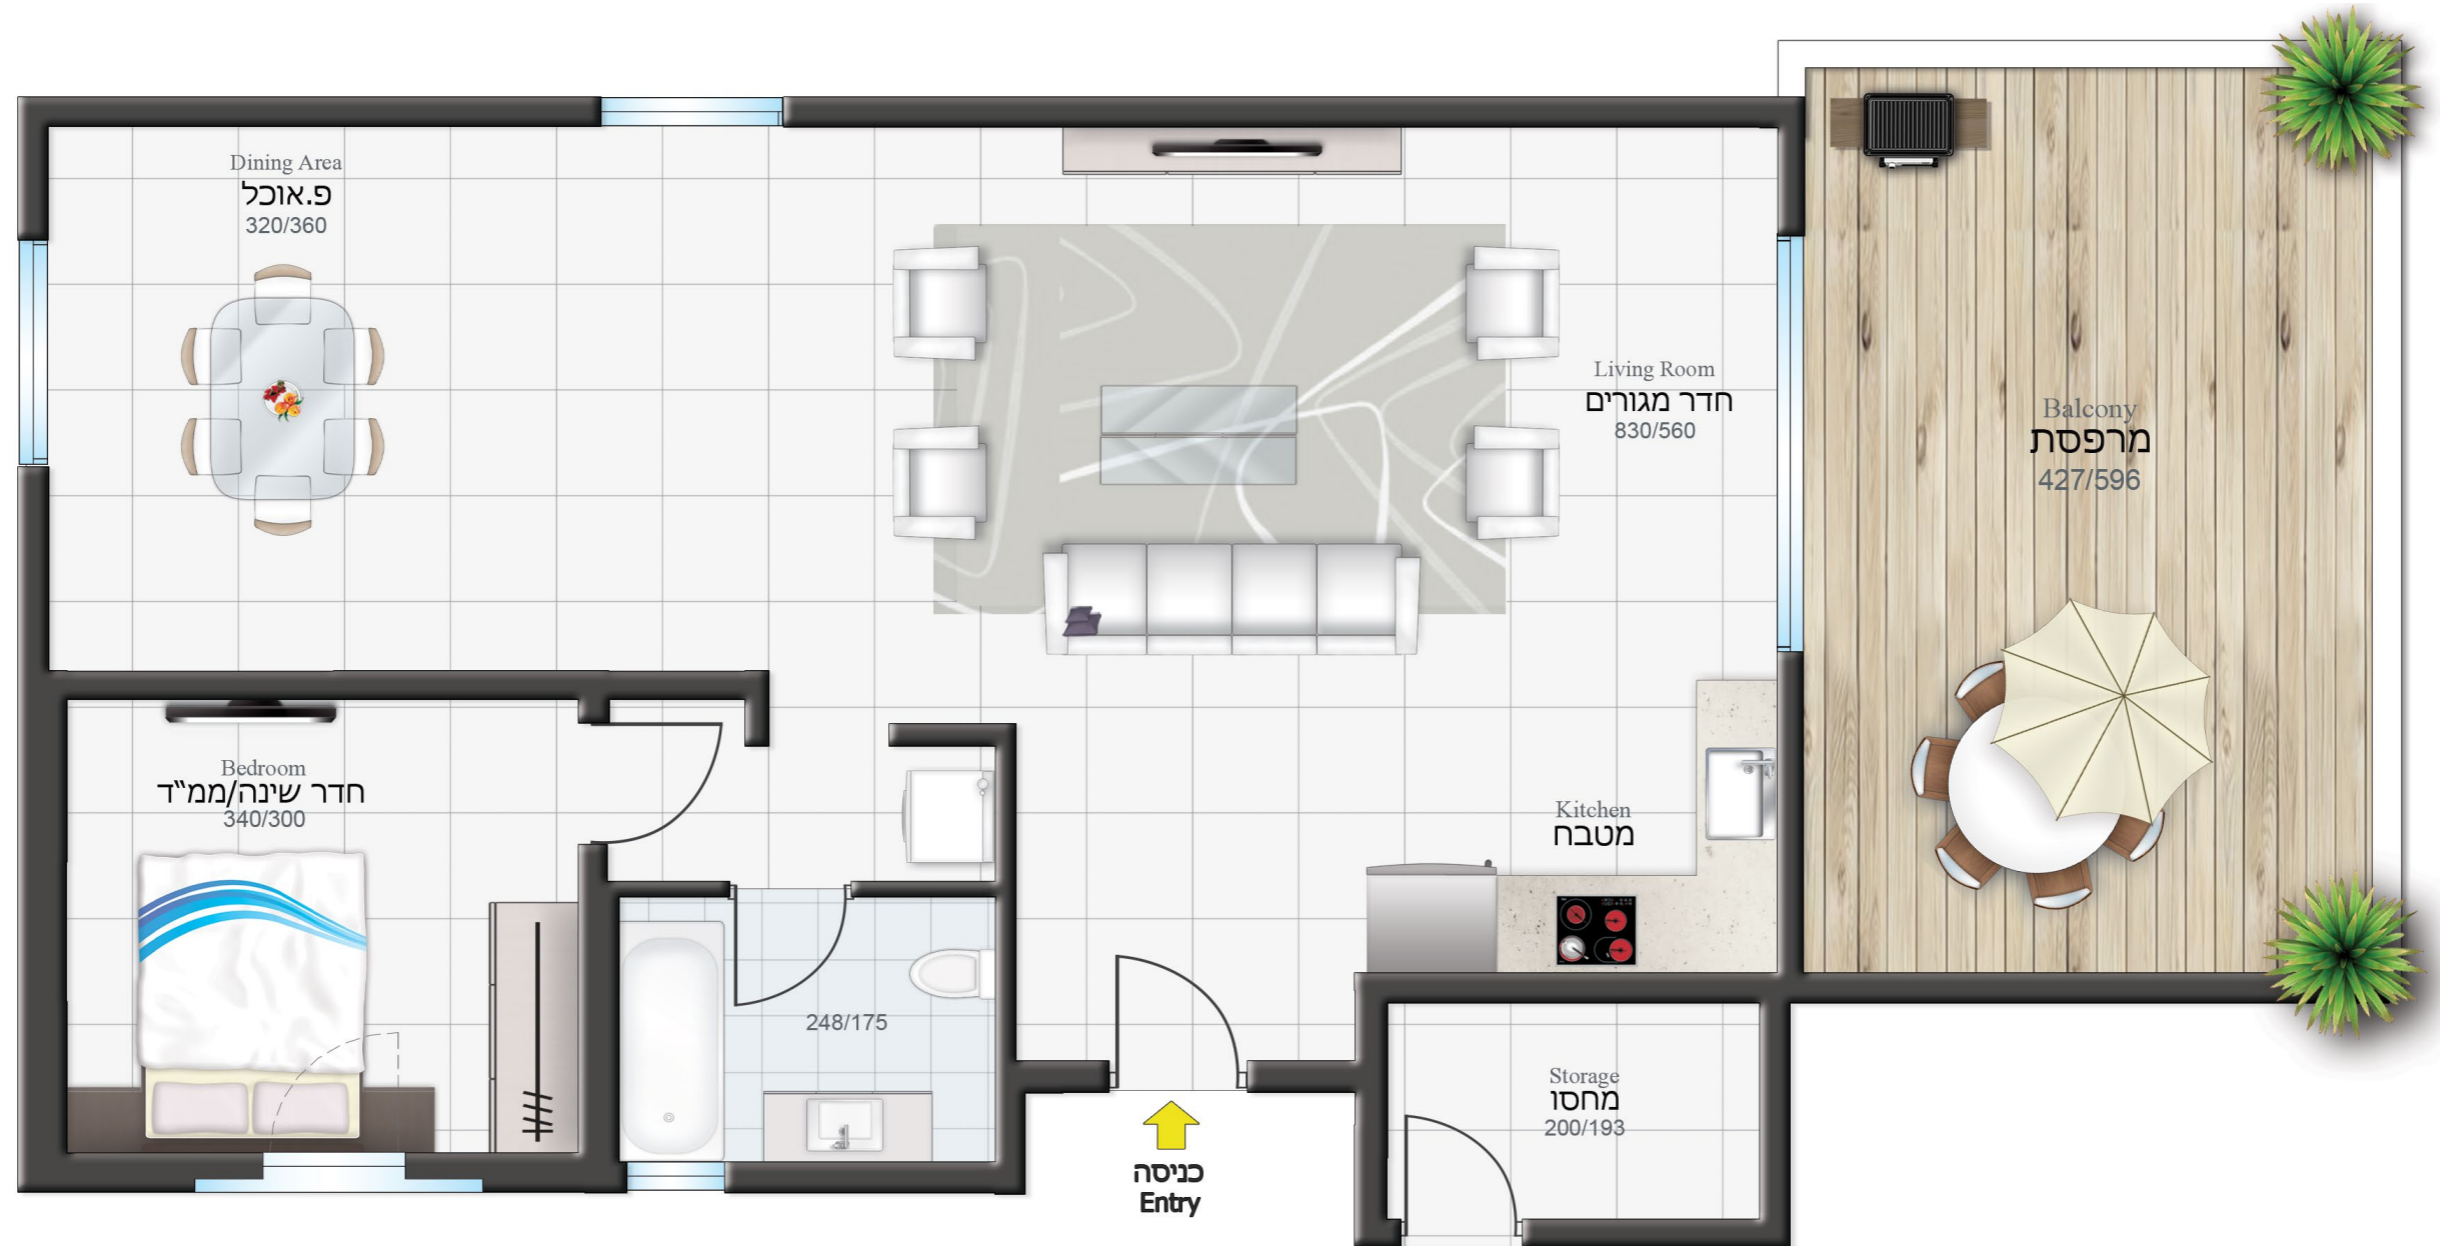 Dining Area
פ.אוכל
320/360
Living Room
חדר מגורים
830/560
Balcony
מרפסת
427/596
Bedroom
חדר שינה/ממ"ד
340/300
Kitchen
מטבח
248/175
Storage
מחסו
200/193
כניסה
Entry